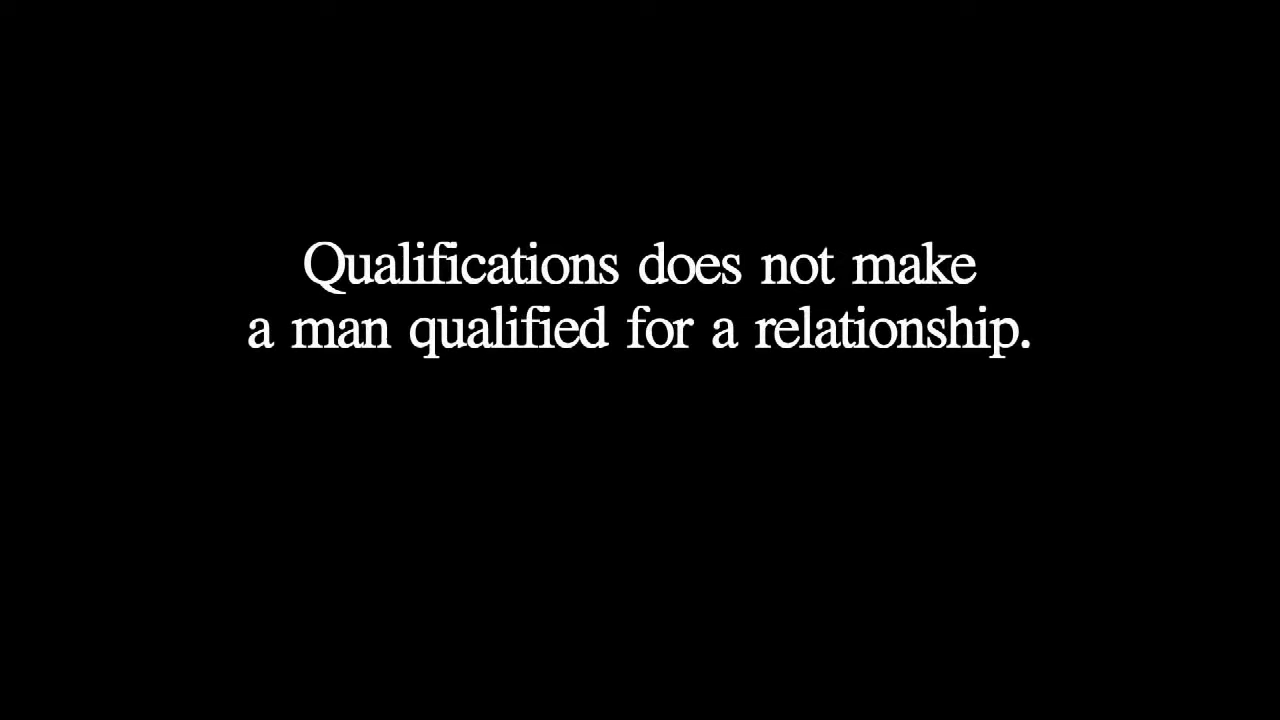 Qualifications does not make
a man qualified for a relationship.